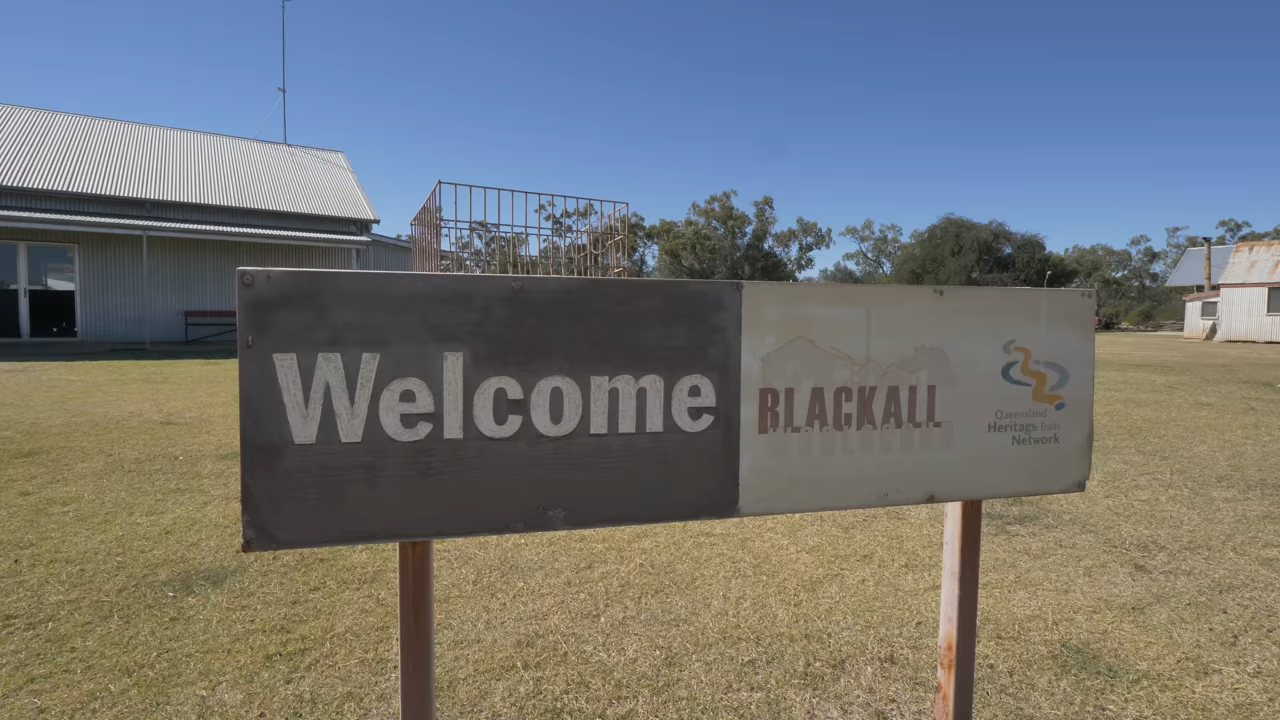 Welcome
BLACKALL
Queensland
Heritage Trails
Network